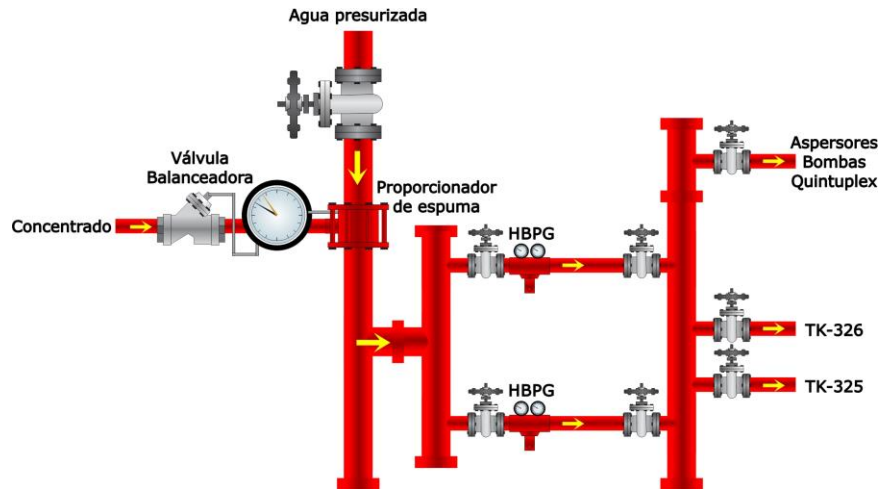 Agua presurizada
Válvula
Balanceadora
Concentrado
Proporcionador
de espuma
HBPG
HBPG
Aspersores
Bombas
Quintuplex
TK-326
TK-325